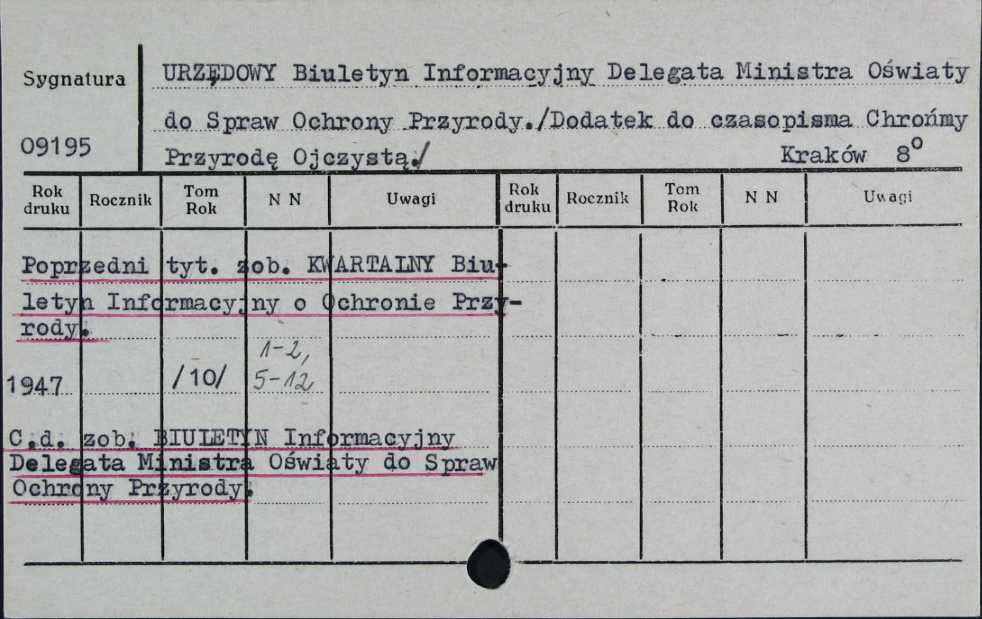 Sygnatura
09195
URZĘDOWY Biuletyn Informacyjny Delegata Ministra Oświaty
do Spraw Ochrony Przyrody./Dodatek do czasopisma Chrońmy
Przyrodę Ojczystą./ Kraków 8°
Rok druku Rocznik Tom Rok N N Uwagi Rok druku Rocznik Tom Rok N N Uwagi
Poprzedni tyt. zob. KWARTALNY Biu-
letyn Informacyjny o Ochronie Przy-
rody.
1-2,
1947 /10/ 5-12
C.d. zob. BIULETYN Informacyjny
Delegata Ministra Oświaty do Spraw
Ochrony Przyrody.